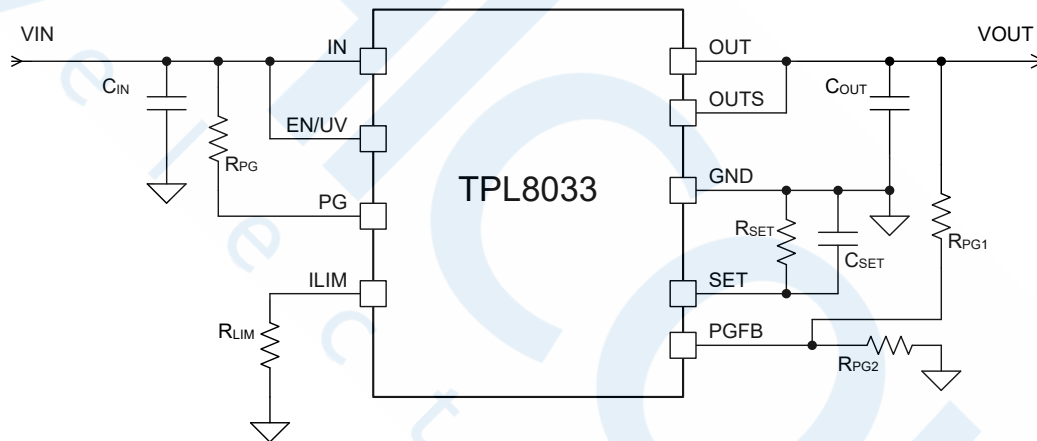 VIN
IN
OUT
VOUT
CIN
OUTS
COUT
EN/UV
RPG
TPL8033
GND
PG
RSET
CSET
RPG1
ILIM
SET
RLIM
PGFB
RPG2
e
l
e
c
t